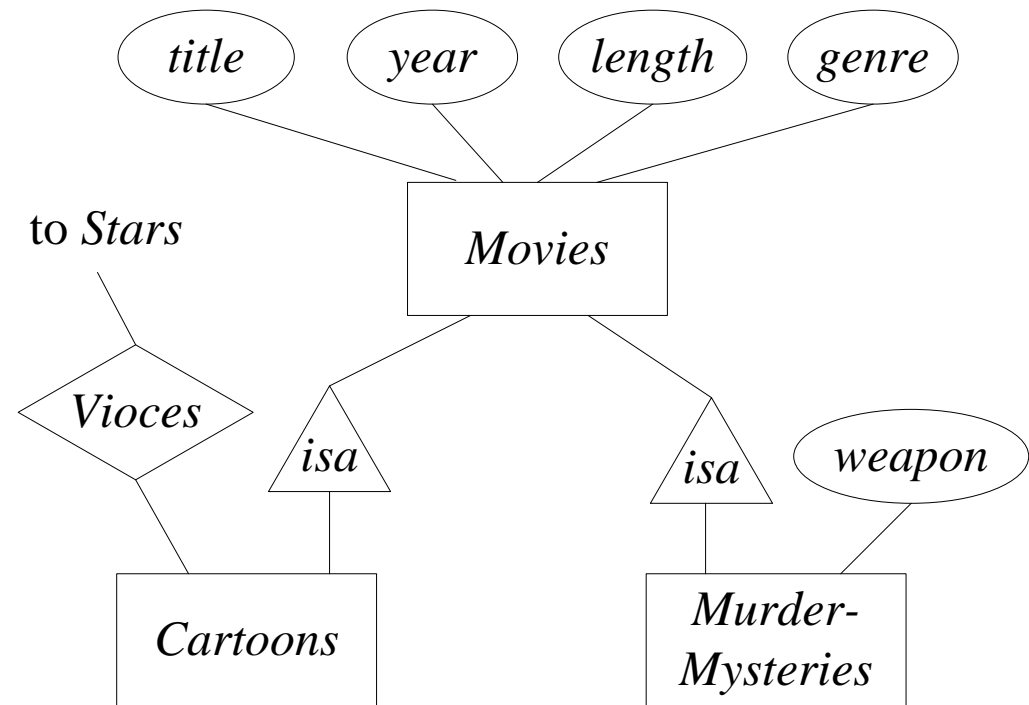 title year length genre
to Stars
Movies
Vioces
isa
isa
weapon
Cartoons
Murder-
Mysteries